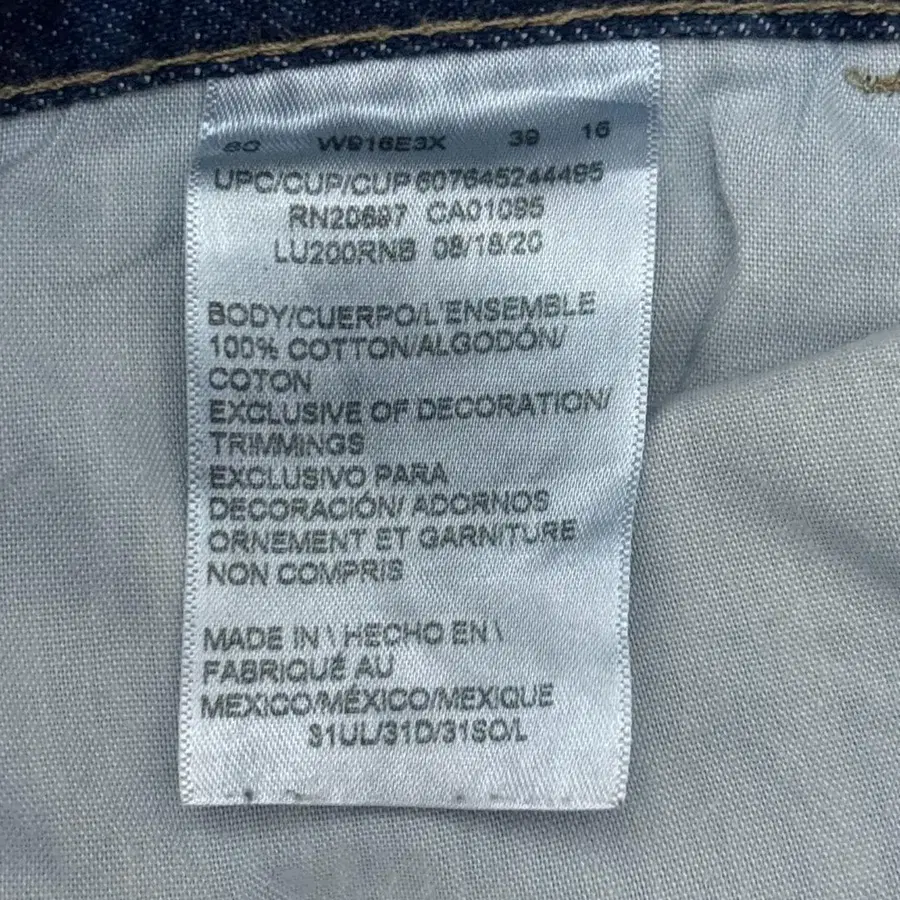 W916E3X 39 16
UPC/CUP/CUP 607645244495
RN20697 CA01095
LU200RNB 08/18/20
BODY/CUERPO/L'ENSEMBLE
100% COTTON/ALGODÓN/
COTON
EXCLUSIVE OF DECORATION/
TRIMMINGS
EXCLUSIVO PARA
DECORACIÓN/ ADORNOS
ORNEMENT ET GARNITURE
NON COMPRIS
MADE IN \ HECHO EN \
FABRIQUÉ AU
MEXICO/MÉXICO/MEXIQUE
31UL/31D/31SO/L